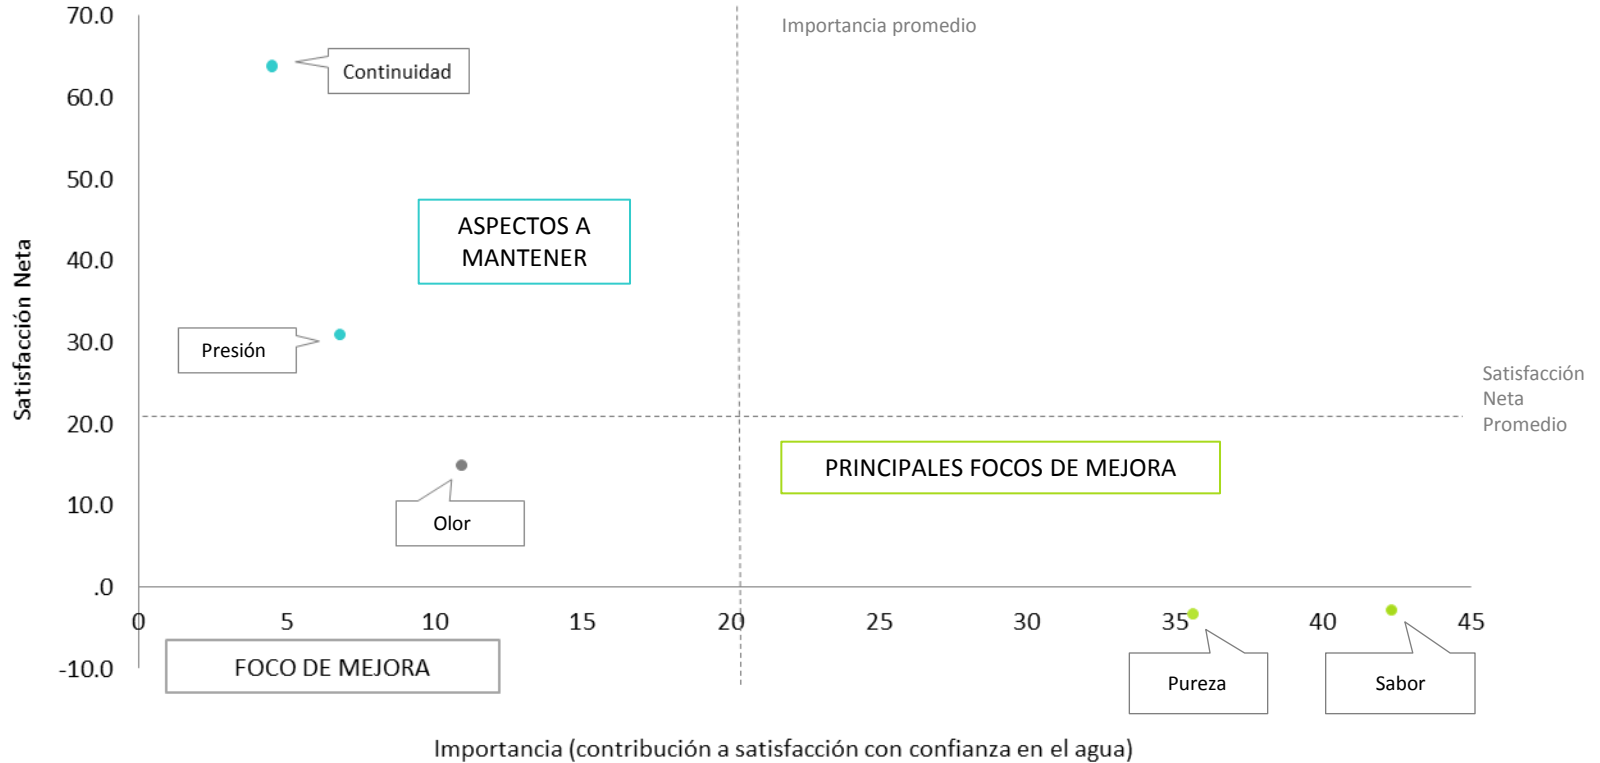 70.0
Importancia promedio
Continuidad
60.0
50.0
ASPECTOS A
MANTENER
40.0
Satisfacción Neta
30.0
Presión
Satisfacción
Neta
Promedio
20.0
PRINCIPALES FOCOS DE MEJORA
10.0
Olor
.0
0 5 10 15 20 25 30 35 40 45
-10.0
FOCO DE MEJORA
Pureza
Sabor
Importancia (contribución a satisfacción con confianza en el agua)